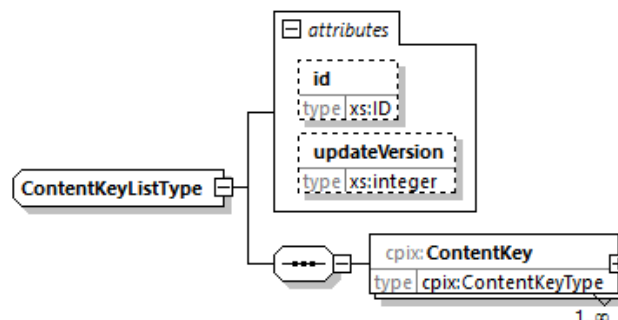 attributes
id
type xs:ID
updateVersion
type xs:integer
ContentKeyListType
cpix:ContentKey
type cpix:ContentKeyType
1..∞